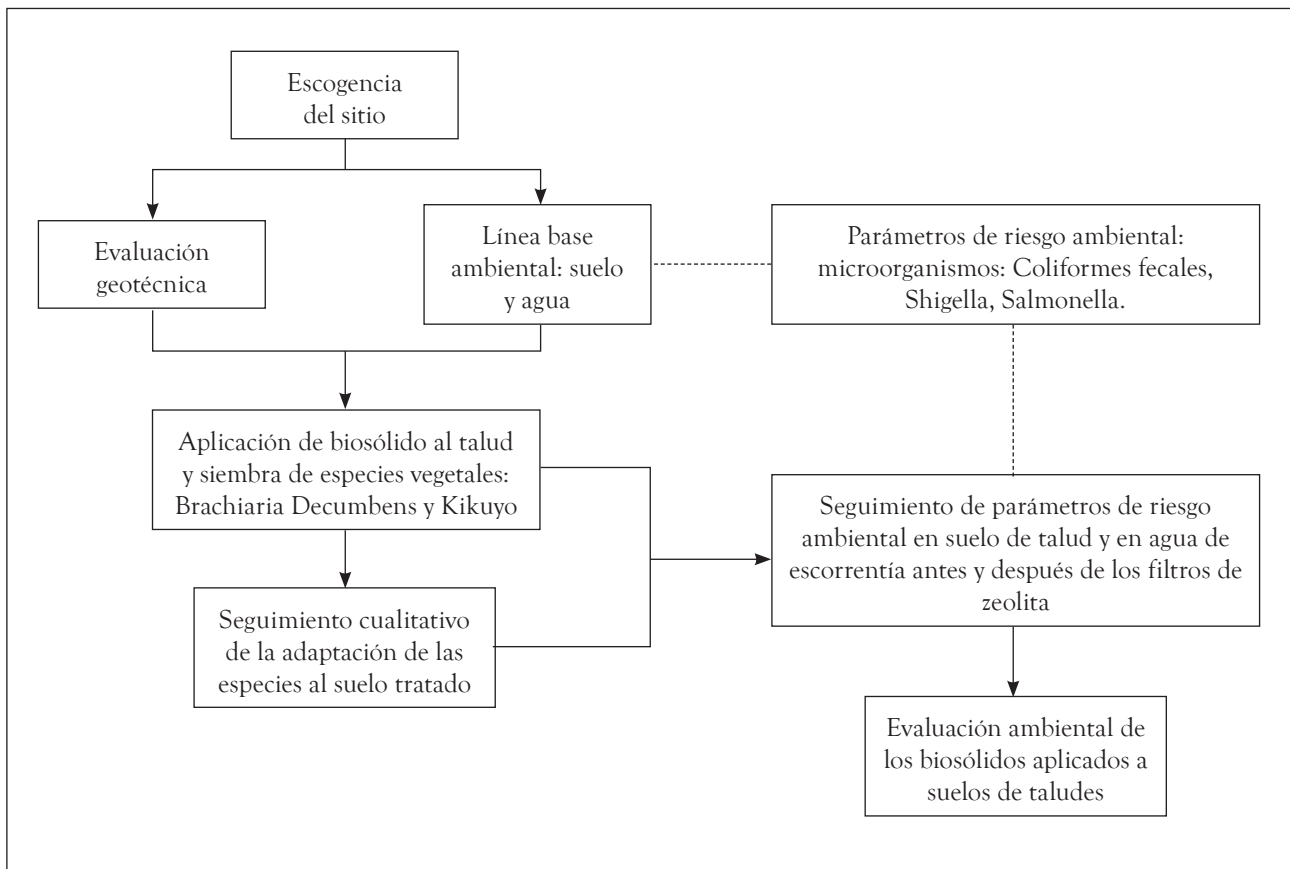 Escogencia
del sitio
Evaluación
geotécnica
Línea base
ambiental: suelo
y agua
Parámetros de riesgo ambiental:
microorganismos: Coliformes fecales,
Shigella, Salmonella.
Aplicación de biosólido al talud
y siembra de especies vegetales:
Brachiaria Decumbens y Kikuyo
Seguimiento cualitativo
de la adaptación de las
especies al suelo tratado
Seguimiento de parámetros de riesgo
ambiental en suelo de talud y en agua de
escorrentía antes y después de los filtros de
zeolita
Evaluación ambiental de
los biosólidos aplicados a
suelos de taludes